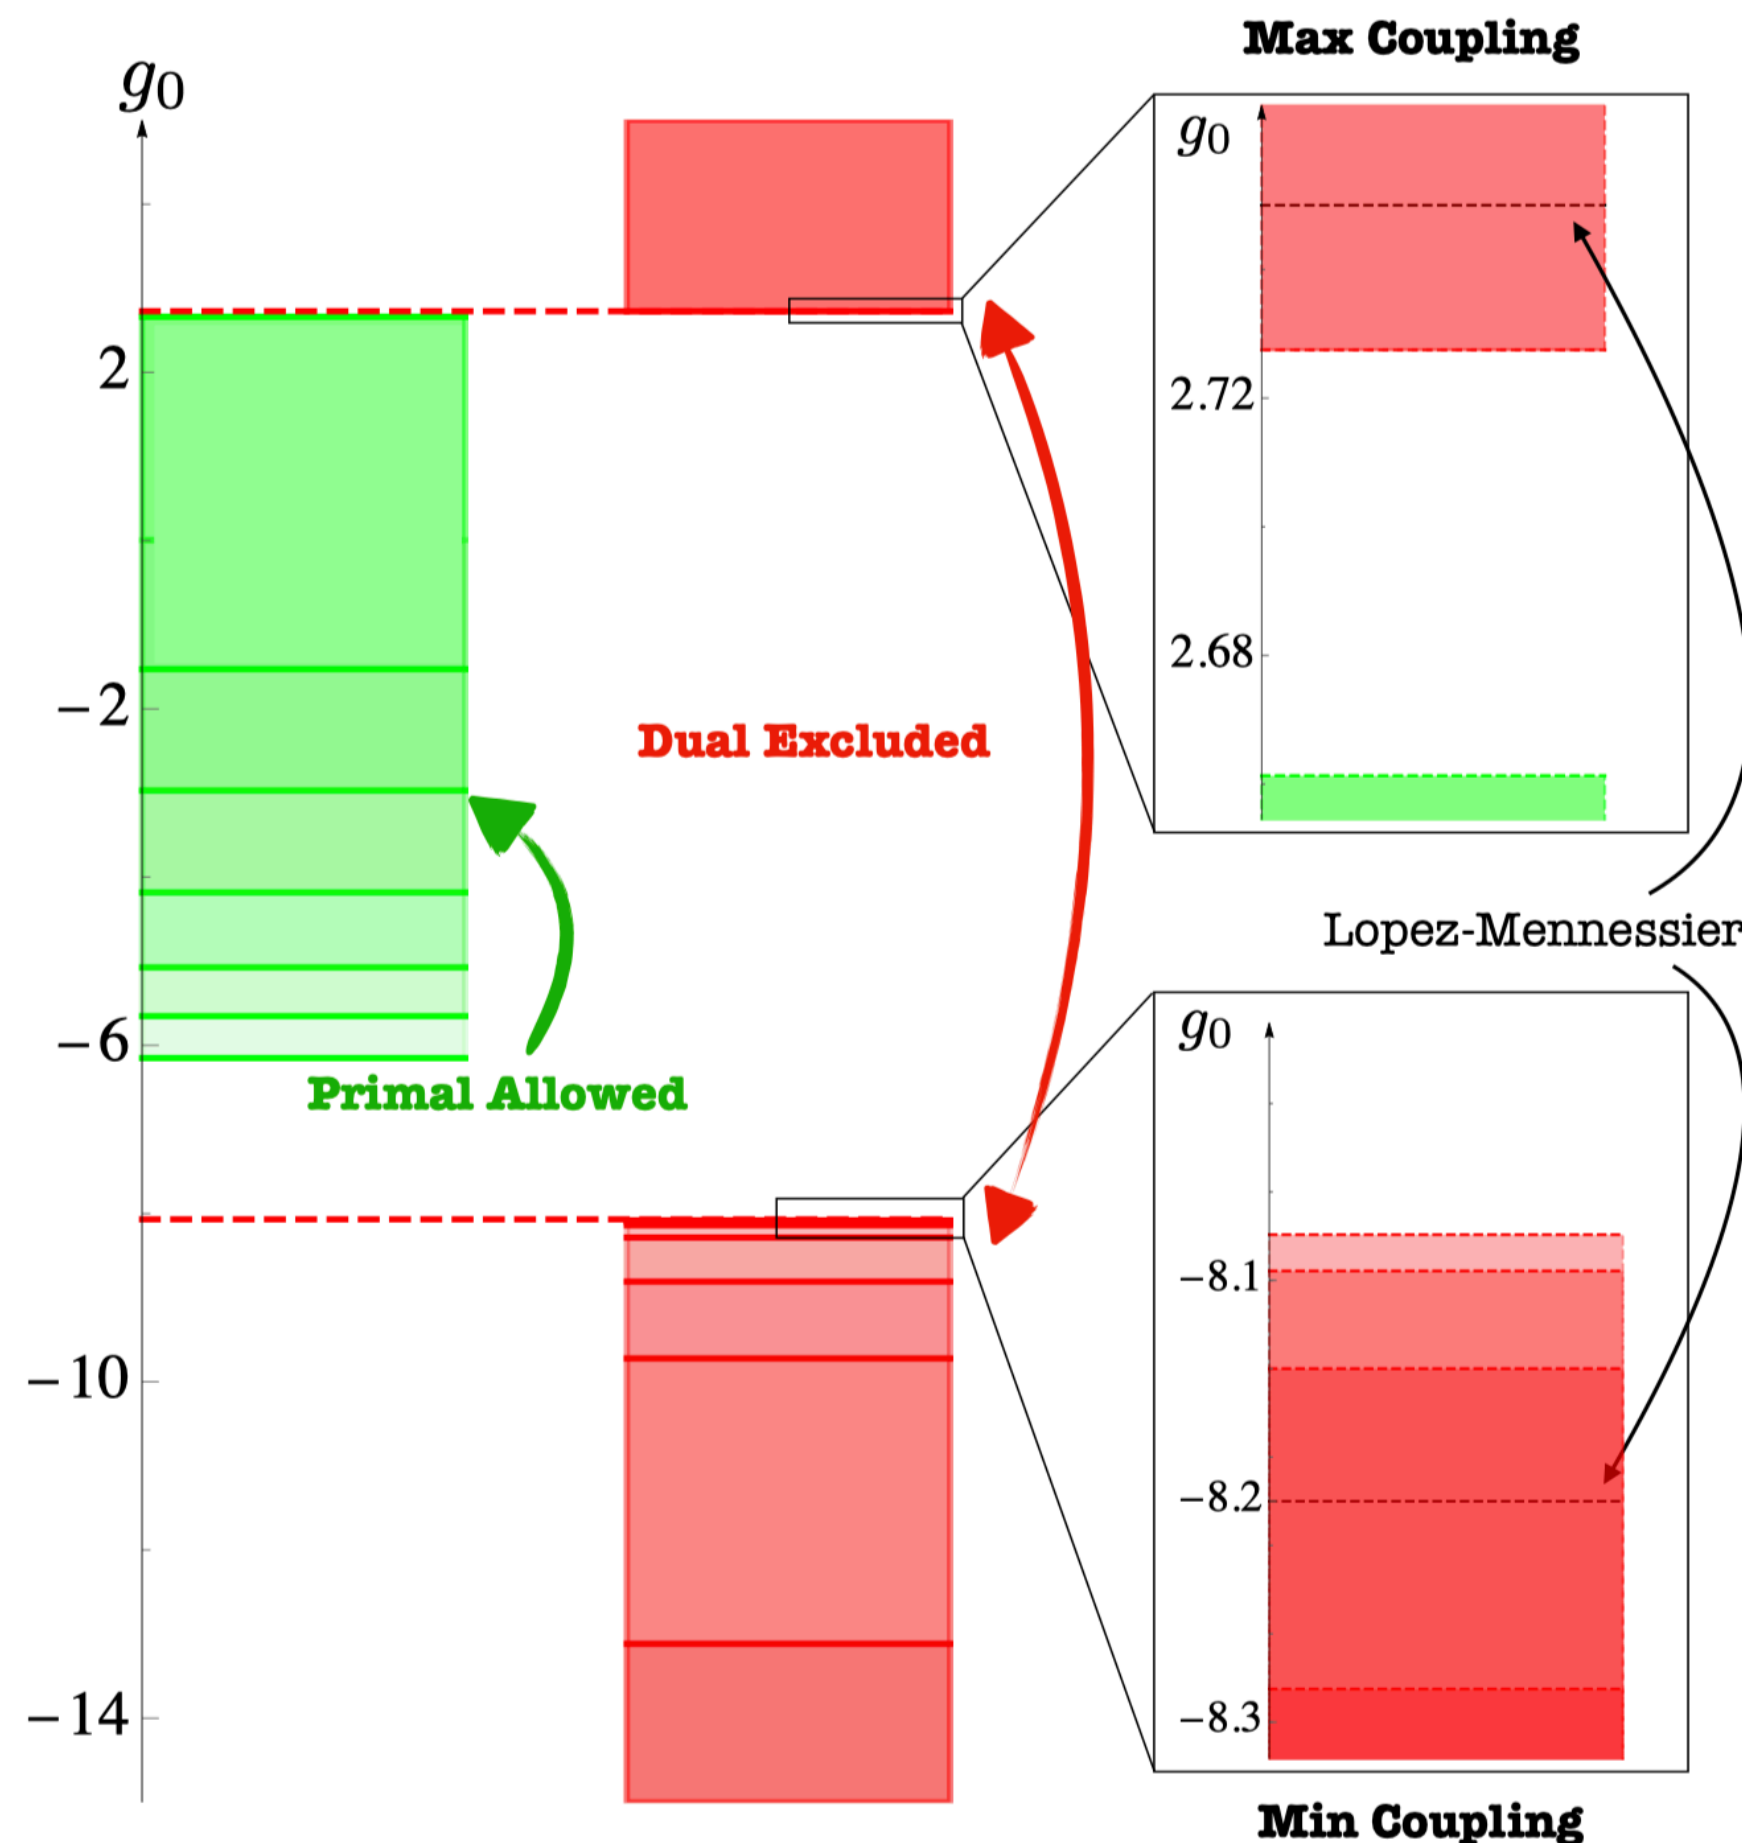 g₀
2
−2
−6
−10
−14
Dual Excluded
Primal Allowed
Max Coupling
g₀
2.72
2.68
Lopez-Mennessier
g₀
−8.1
−8.2
−8.3
Min Coupling